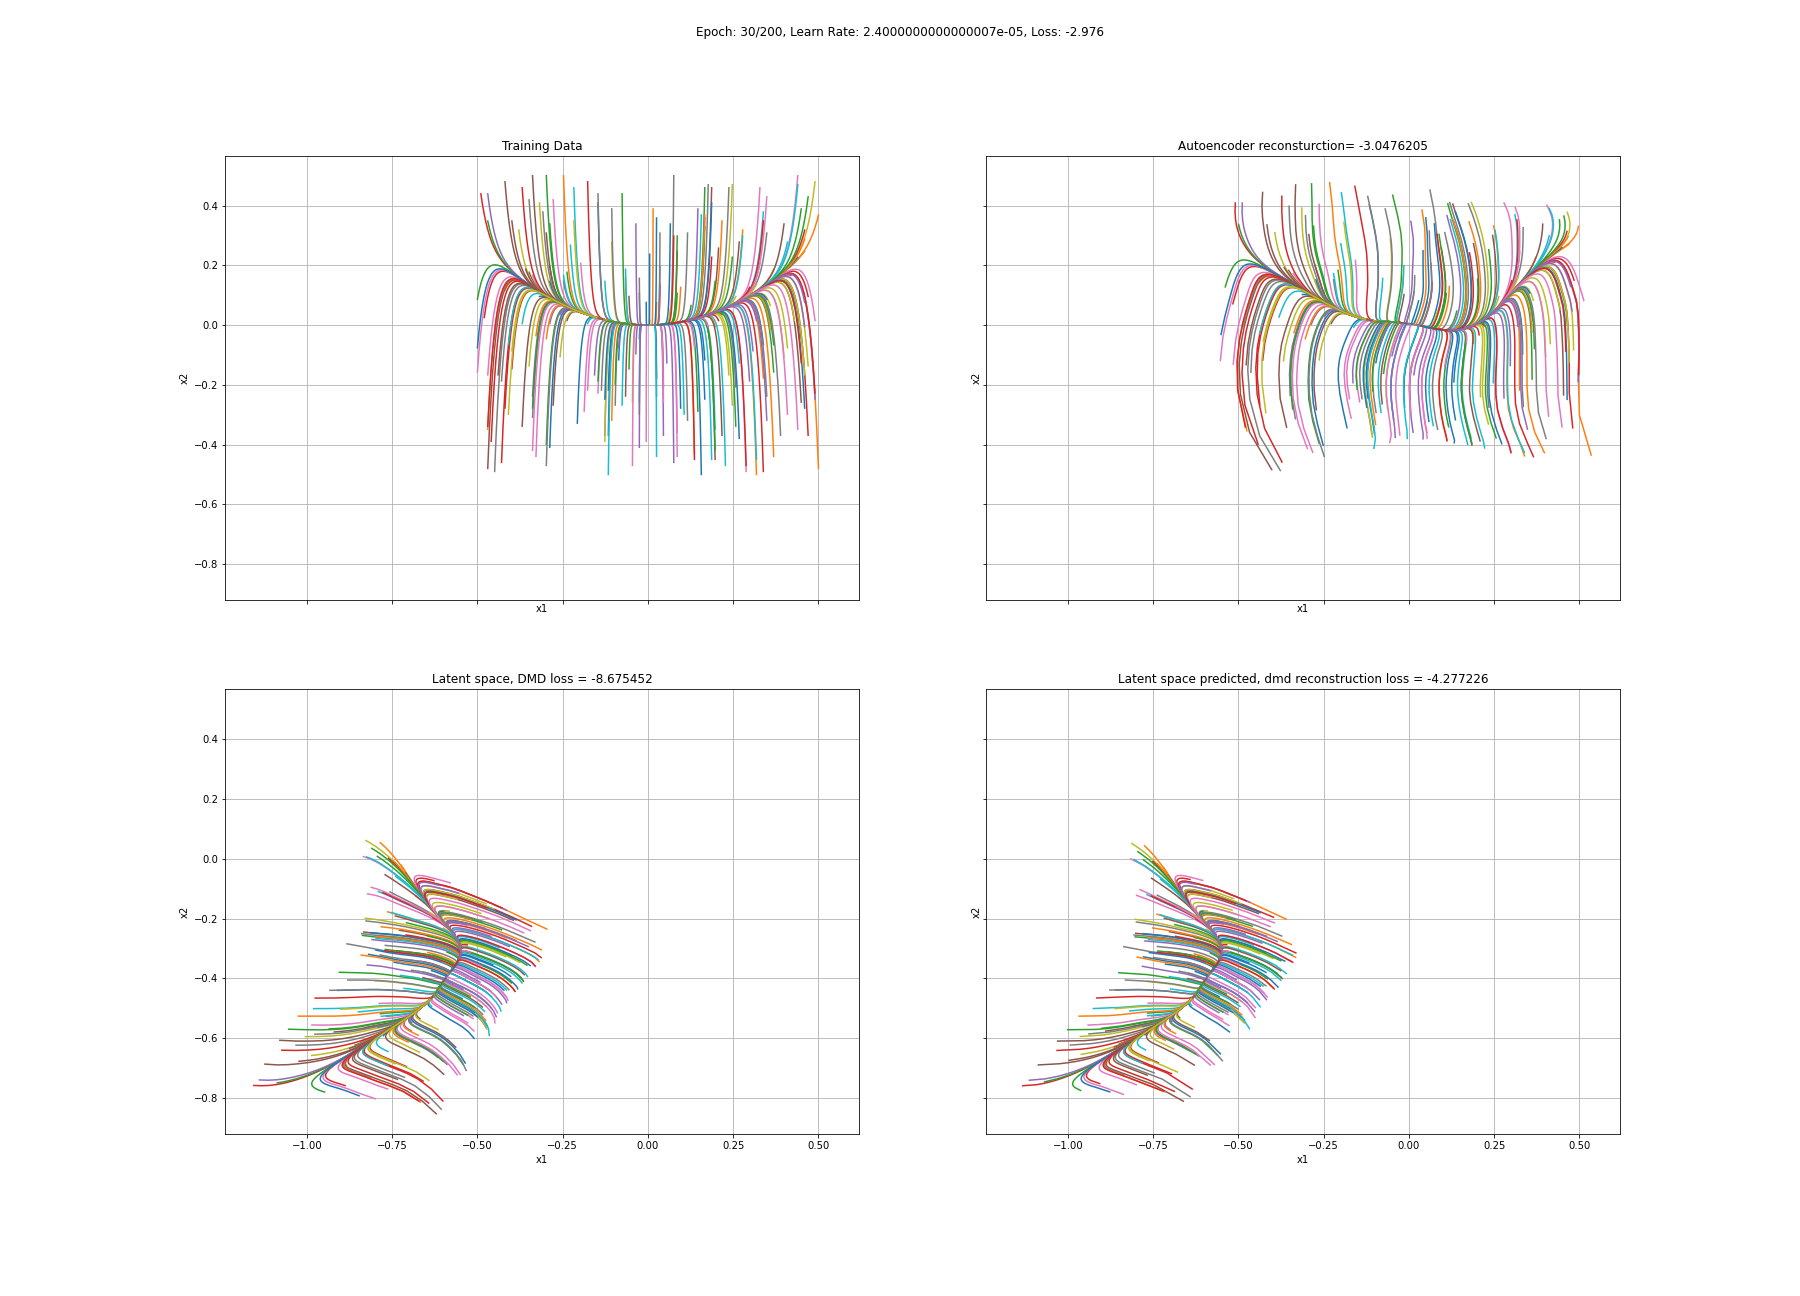 Epoch: 30/200, Learn Rate: 2.4000000000000007e-05, Loss: -2.976
Training Data
Autoencoder reconsturction= -3.0476205
0.4
0.2
0.0
−0.2
−0.4
−0.6
−0.8
x2
x1
x2
x1
Latent space, DMD loss = -8.675452
Latent space predicted, dmd reconstruction loss = -4.277226
0.4
0.2
0.0
−0.2
−0.4
−0.6
−0.8
x2
x2
−1.00 −0.75 −0.50 −0.25 0.00 0.25 0.50
x1
−1.00 −0.75 −0.50 −0.25 0.00 0.25 0.50
x1